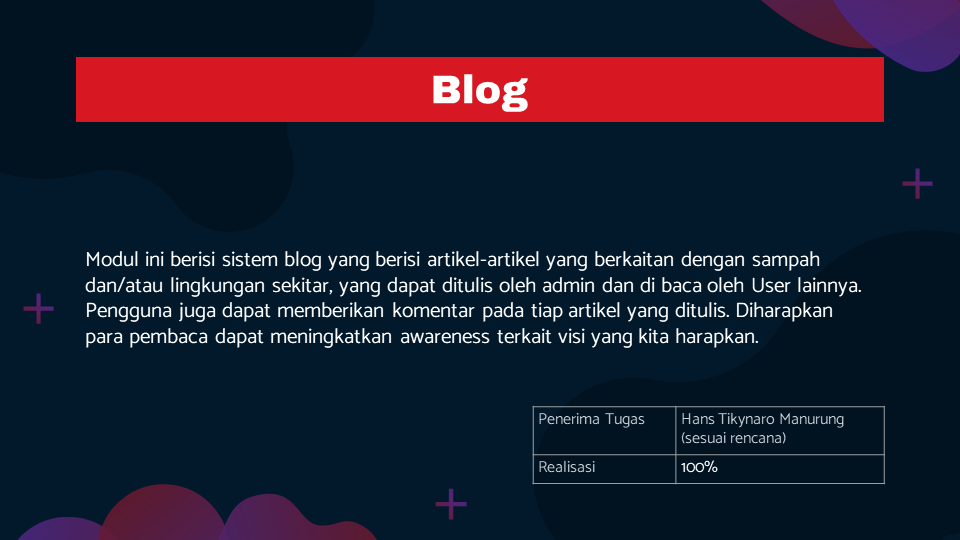 Blog
Modul ini berisi sistem blog yang berisi artikel-artikel yang berkaitan dengan sampah
dan/atau lingkungan sekitar, yang dapat ditulis oleh admin dan di baca oleh User lainnya.
Pengguna juga dapat memberikan komentar pada tiap artikel yang ditulis. Diharapkan
para pembaca dapat meningkatkan awareness terkait visi yang kita harapkan.
Penerima Tugas
Hans Tikynaro Manurung
(sesuai rencana)
Realisasi
100%